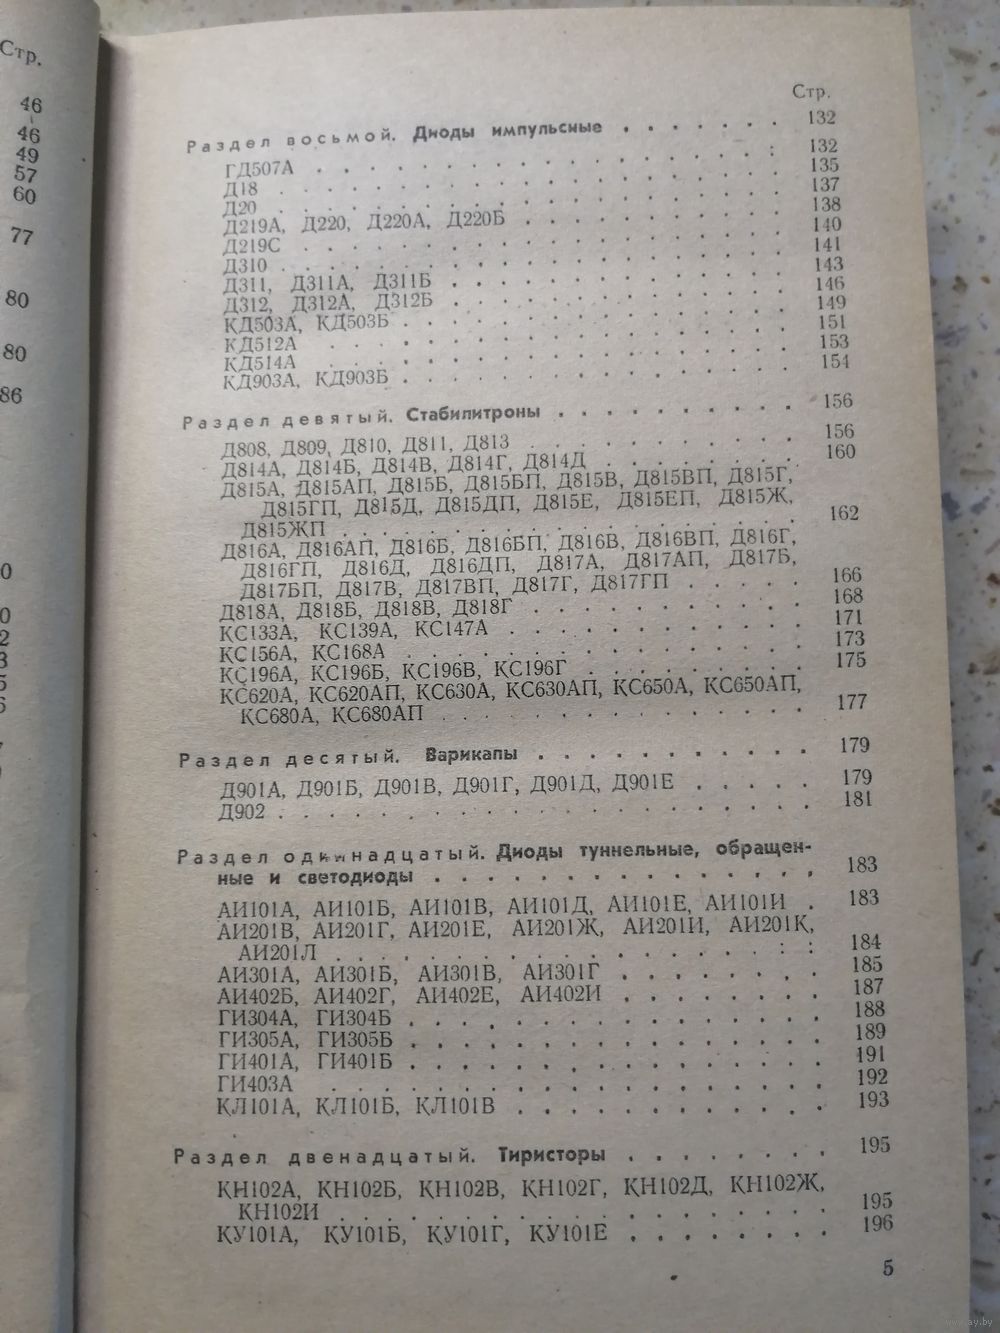 Стр.
46
46
49
57
60
77
80
80
86
Стр.
Раздел восьмой. Диоды импульсные . . . . . . . 132
ГД507А . . . . . . . . . . . . . 132
Д18 . . . . . . . . . . . . . 135
Д20 . . . . . . . . . . . . . 137
Д219А, Д220, Д220А, Д220Б . . . . . . . . 138
Д219С . . . . . . . . . . . . . 140
Д310 . . . . . . . . . . . . . 141
Д311, Д311А, Д311Б . . . . . . . . . 143
Д312, Д312А, Д312Б . . . . . . . . . 146
КД503А, КД503Б . . . . . . . . . . 149
КД512А . . . . . . . . . . . . 151
КД514А . . . . . . . . . . . . 153
КД903А, КД903Б . . . . . . . . . . 154
Раздел девятый. Стабилитроны . . . . . . . . . 156
Д808, Д809, Д810, Д811, Д813 . . . . . . . . 156
Д814А, Д814Б, Д814В, Д814Г, Д814Д . . . . . . 160
Д815А, Д815АП, Д815Б, Д815БП, Д815В, Д815ВП, Д815Г,
Д815ГП, Д815Д, Д815ДП, Д815Е, Д815ЕП, Д815Ж,
Д815ЖП . . . . . . . . . . . . 162
Д816А, Д816АП, Д816Б, Д816БП, Д816В, Д816ВП, Д816Г,
Д816ГП, Д816Д, Д816ДП, Д817А, Д817АП, Д817Б,
Д817БП, Д817В, Д817ВП, Д817Г, Д817ГП . . . . . 166
Д818А, Д818Б, Д818В, Д818Г . . . . . . . . 168
КС133А, КС139А, КС147А . . . . . . . . . 171
КС156А, КС168А . . . . . . . . . . . 173
КС196А, КС196Б, КС196В, КС196Г . . . . . . . 175
КС620А, КС620АП, КС630А, КС630АП, КС650А, КС650АП,
КС680А, КС680АП . . . . . . . . . . 177
Раздел десятый. Варикапы . . . . . . . . . . 179
Д901А, Д901Б, Д901В, Д901Г, Д901Д, Д901Е . . . . . 179
Д902 . . . . . . . . . . . . . 181
Раздел одиннадцатый. Диоды туннельные, обращен-
ные и светодиоды . . . . . . . . . . . . 183
АИ101А, АИ101Б, АИ101В, АИ101Д, АИ101Е, АИ101И . 183
АИ201В, АИ201Г, АИ201Е, АИ201Ж, АИ201И, АИ201К,
АИ201Л . . . . . . . . . . . . 184
АИ301А, АИ301Б, АИ301В, АИ301Г . . . . . . . 185
АИ402Б, АИ402Г, АИ402Е, АИ402И . . . . . . . 187
ГИ304А, ГИ304Б . . . . . . . . . . . 188
ГИ305А, ГИ305Б . . . . . . . . . . . 189
ГИ401А, ГИ401Б . . . . . . . . . . . 191
ГИ403А . . . . . . . . . . . . 192
КЛ101А, КЛ101Б, КЛ101В . . . . . . . . . 193
Раздел двенадцатый. Тиристоры . . . . . . . . 195
КН102А, КН102Б, КН102В, КН102Г, КН102Д, КН102Ж,
КН102И . . . . . . . . . . . . 195
КУ101А, КУ101Б, КУ101Г, КУ101Е . . . . . . . 196
5
www.ay.by